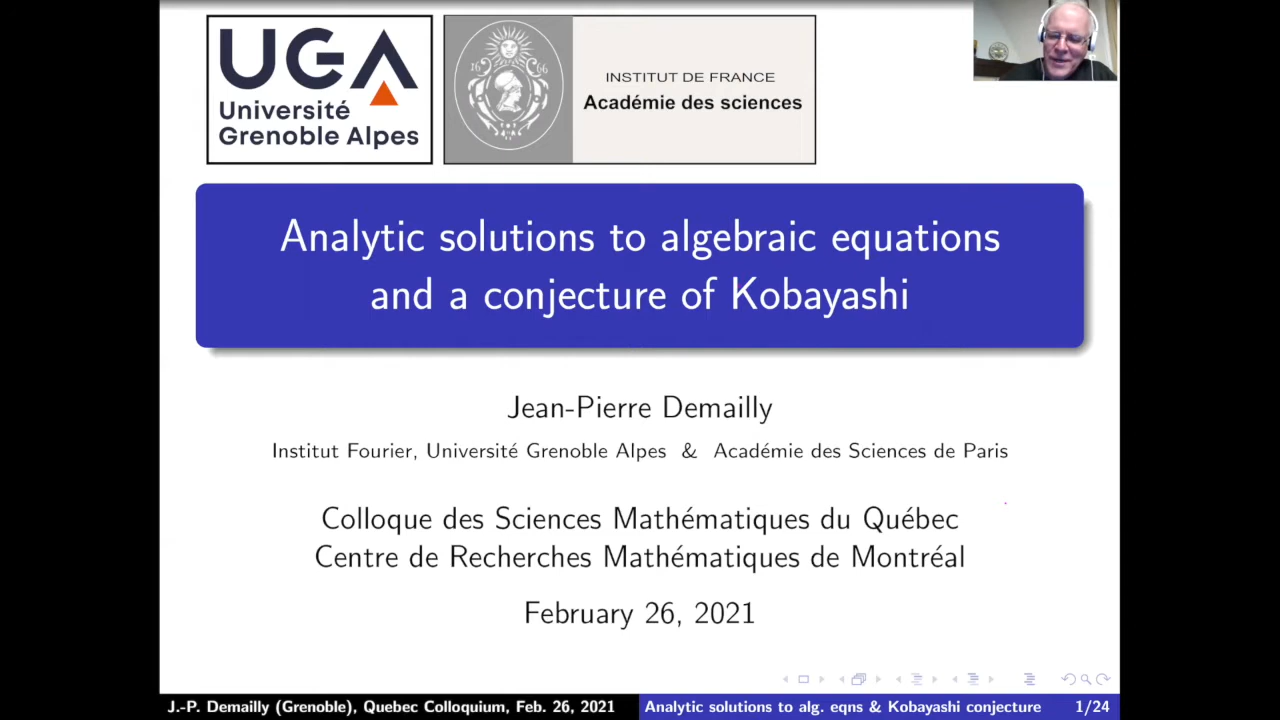 UGA
Université
Grenoble Alpes
1666
INSTITUT DE FRANCE
Académie des sciences
Analytic solutions to algebraic equations
and a conjecture of Kobayashi
Jean-Pierre Demailly
Institut Fourier, Université Grenoble Alpes & Académie des Sciences de Paris
Colloque des Sciences Mathématiques du Québec
Centre de Recherches Mathématiques de Montréal
February 26, 2021
J.-P. Demailly (Grenoble), Quebec Colloquium, Feb. 26, 2021 Analytic solutions to alg. eqns & Kobayashi conjecture 1/24